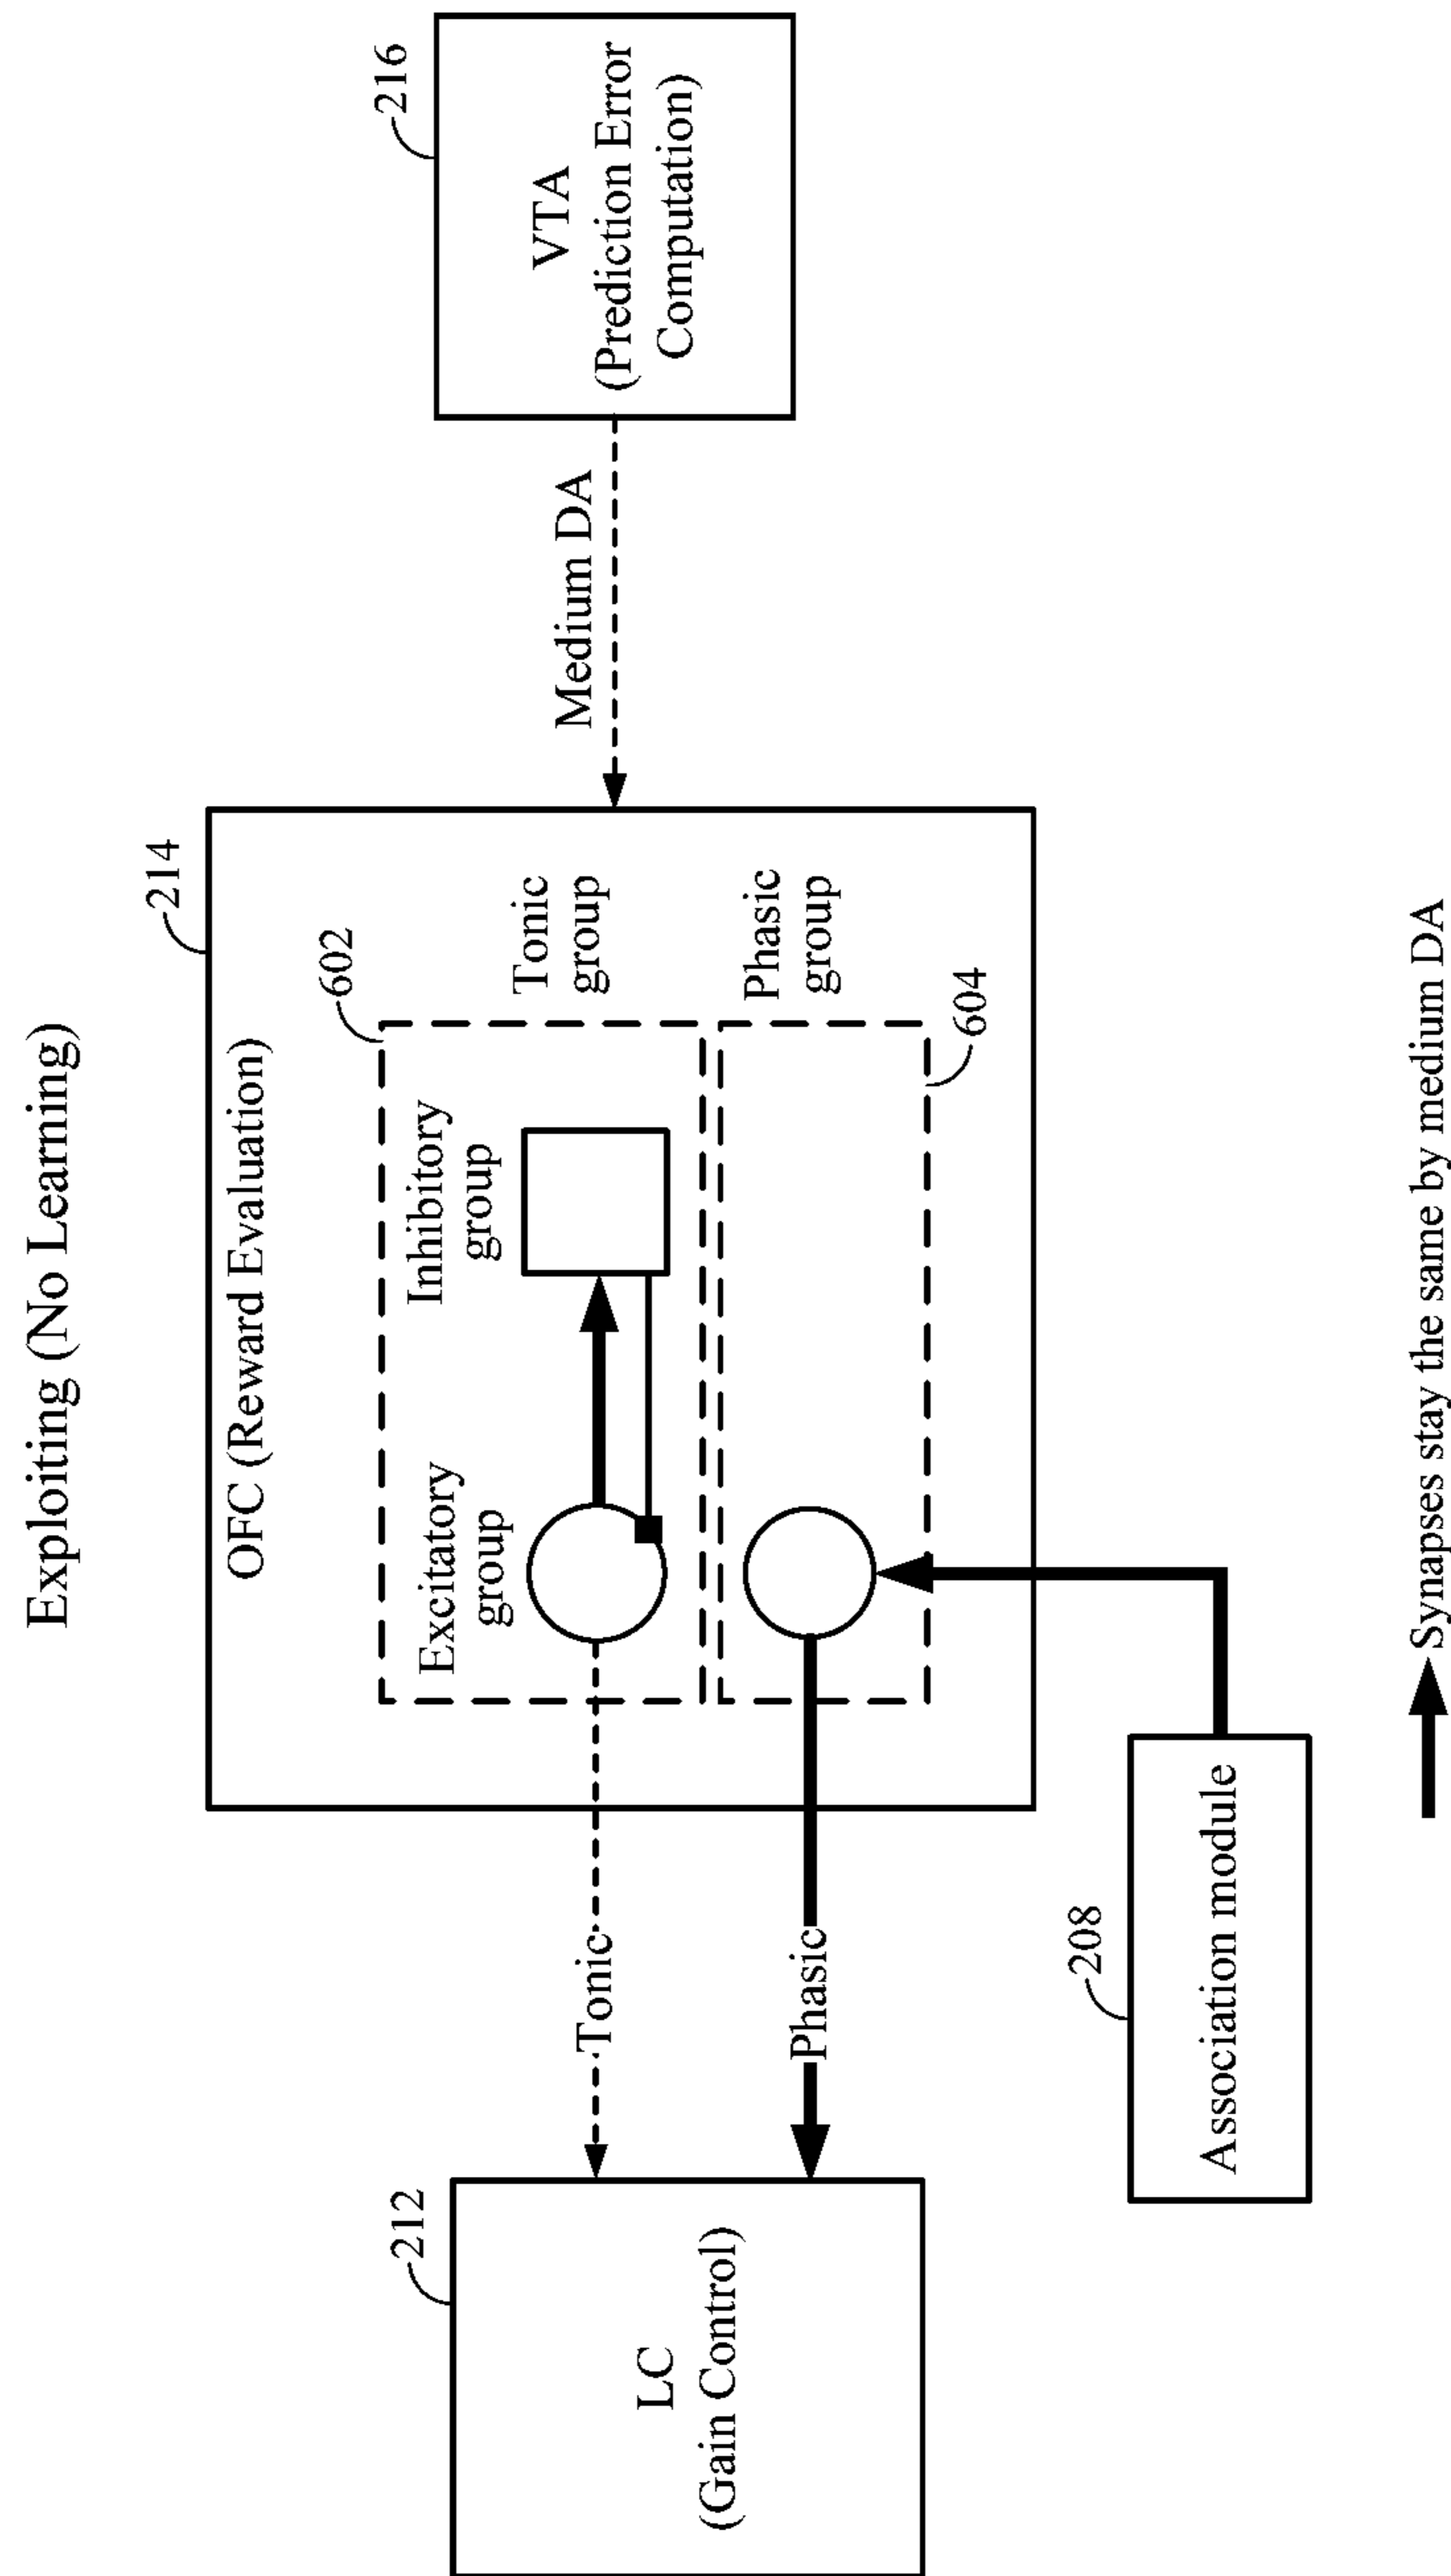 Exploiting (No Learning)
OFC (Reward Evaluation)
214
212
LC
(Gain Control)
Tonic
Phasic
Excitatory
group
Inhibitory
group
602
Tonic
group
Phasic
group
604
Medium DA
216
VTA
(Prediction Error
Computation)
208
Association module
Synapses stay the same by medium DA